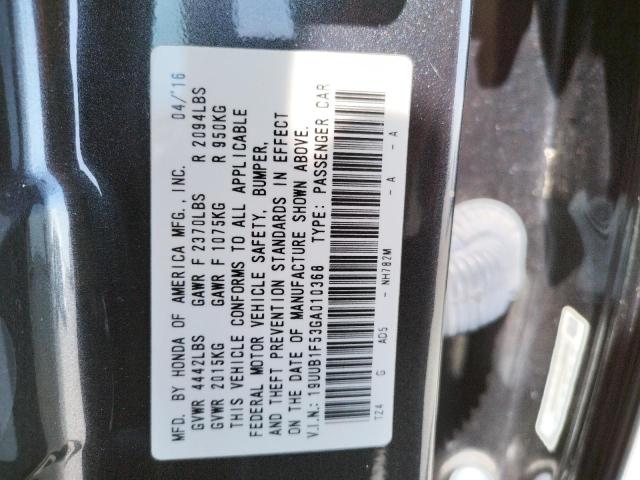 MFD. BY HONDA OF AMERICA MFG., INC. 04/'16
GVWR 4442LBS GAWR F 2370LBS R 2094LBS
GVWR 2015KG GAWR F 1075KG R 950KG
THIS VEHICLE CONFORMS TO ALL APPLICABLE
FEDERAL MOTOR VEHICLE SAFETY, BUMPER,
AND THEFT PREVENTION STANDARDS IN EFFECT
ON THE DATE OF MANUFACTURE SHOWN ABOVE.
V.I.N.: 19UUB1F53GA010368 TYPE: PASSENGER CAR
TZ4 G AD5 - NH782M - A - A